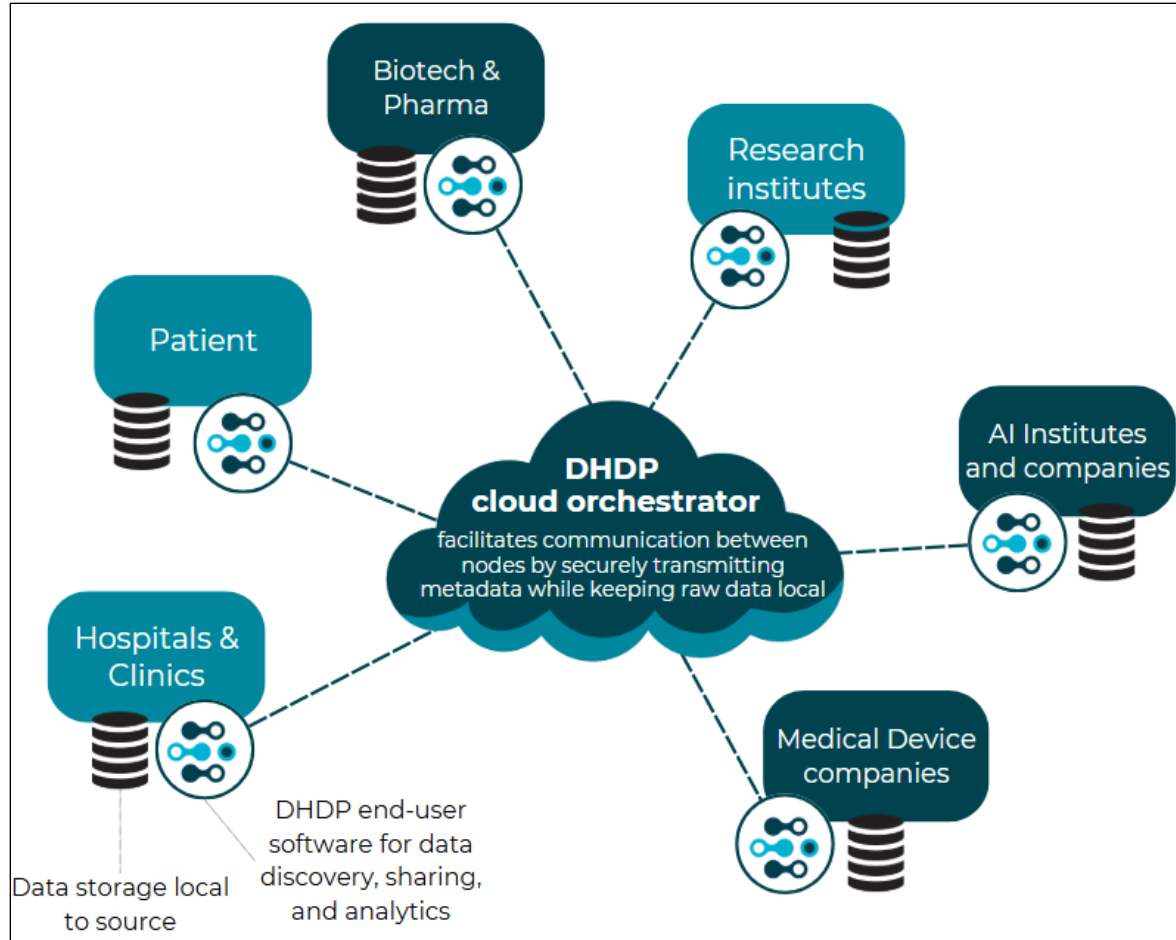 Biotech &
Pharma
Research
institutes
Patient
AI Institutes
and companies
DHDP
cloud orchestrator
facilitates communication between
nodes by securely transmitting
metadata while keeping raw data local
Hospitals &
Clinics
Medical Device
companies
DHDP end-user
software for data
discovery, sharing,
and analytics
Data storage local
to source